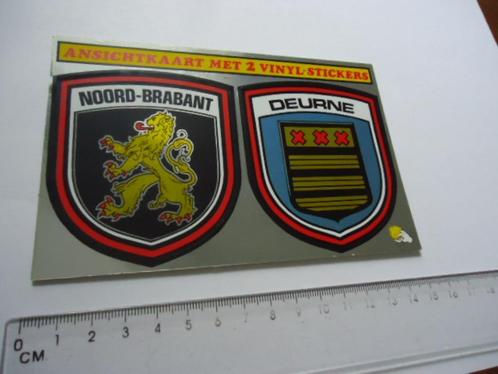 ANSICHTKAART MET 2 VINYL-STICKERS
NOORD-BRABANT
DEURNE
0 1 2 3 4 5 6 7 8 9 10 11 12 13 14 15 16 17 18
CM